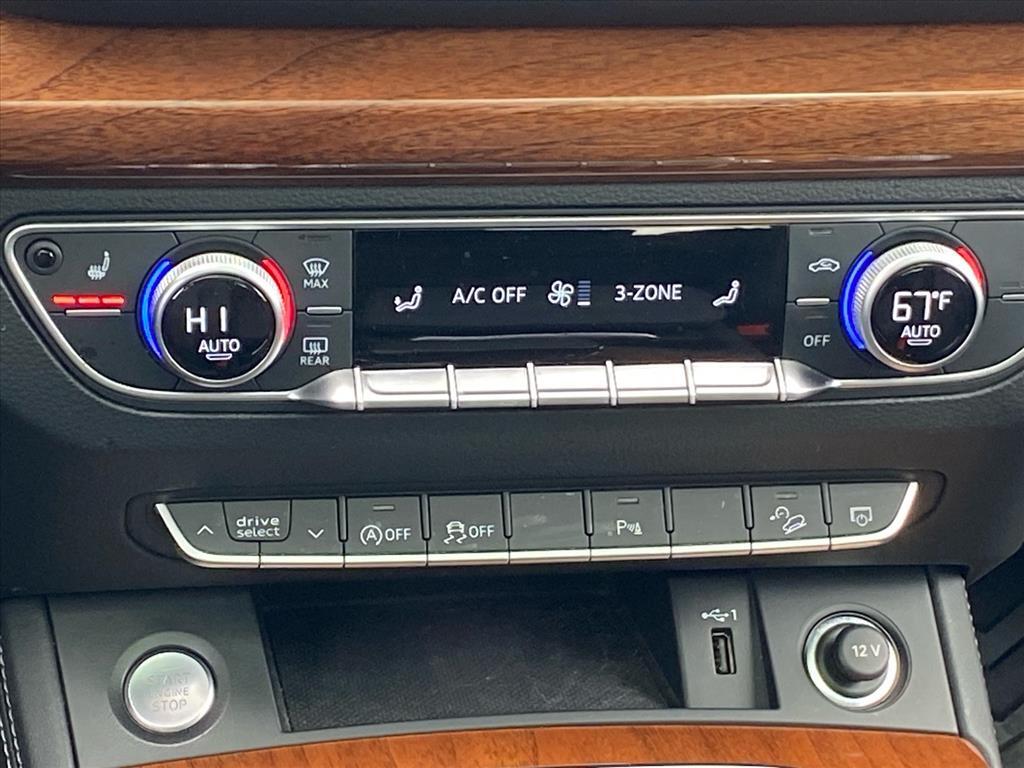 MAX
HI
AUTO
REAR
A/C OFF
3-ZONE
OFF
67°F
AUTO
drive
select
A OFF
OFF
P
1
START
ENGINE
STOP
12 V